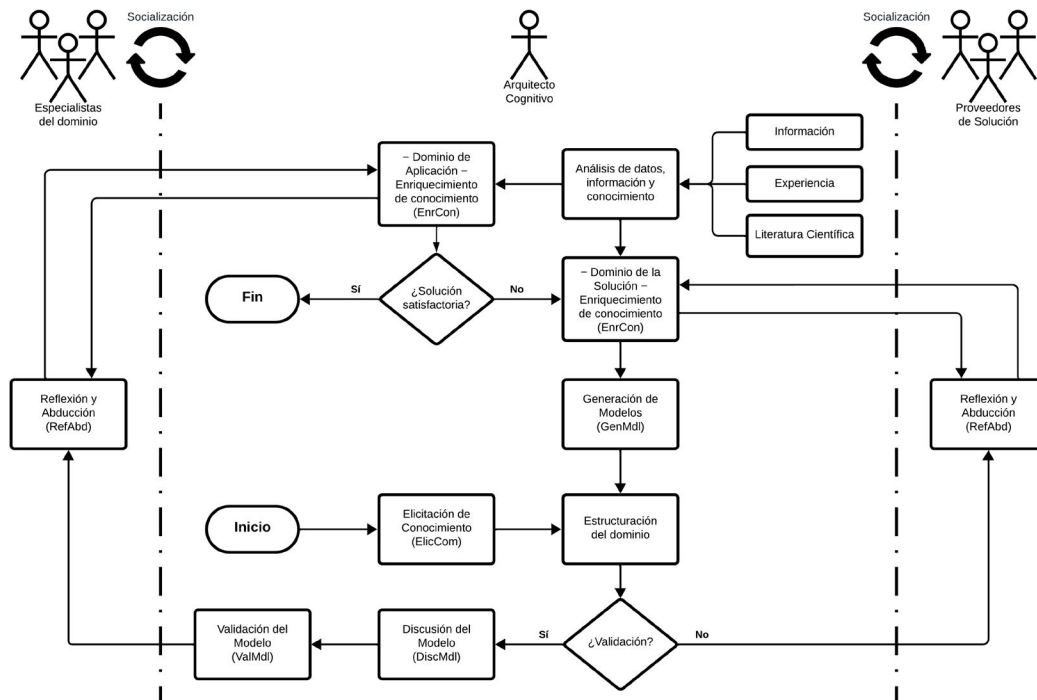 Socialización
Socialización
Especialistas
del dominio
Arquitecto
Cognitivo
Proveedores
de Solución
− Dominio de
Aplicación −
Enriquecimiento
de conocimiento
(EnrCon)
Análisis de datos,
información y
conocimiento
Información
Experiencia
Literatura Científica
Fin
Sí
¿Solución
satisfactoria?
No
− Dominio de la
Solución −
Enriquecimiento
de conocimiento
(EnrCon)
Reflexión y
Abducción
(RefAbd)
Generación de
Modelos
(GenMdl)
Reflexión y
Abducción
(RefAbd)
Inicio
Elicitación de
Conocimiento
(ElicCom)
Estructuración
del dominio
Validación del
Modelo
(ValMdl)
Discusión del
Modelo
(DiscMdl)
Sí
¿Validación?
No